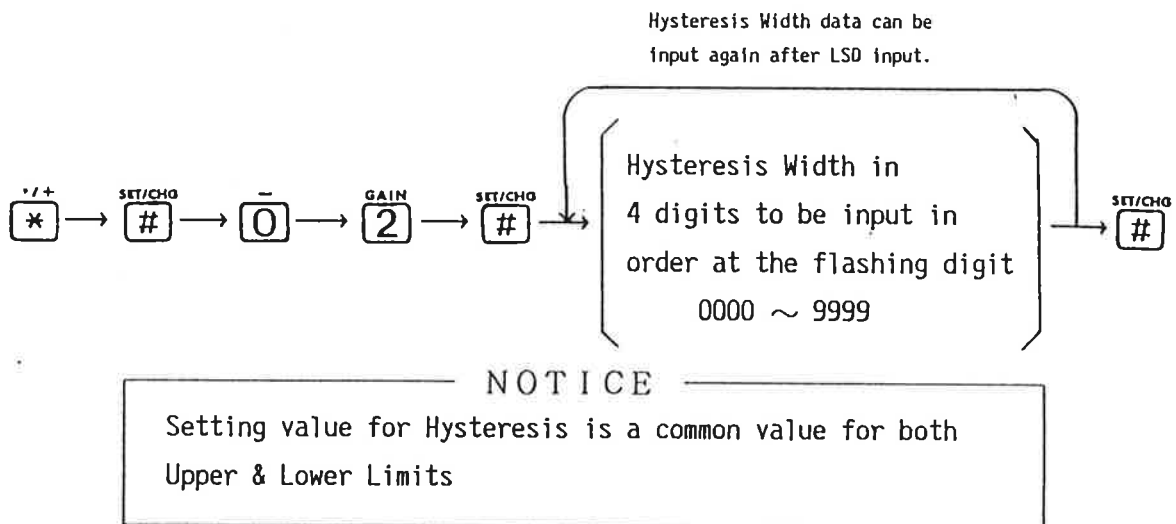 Hysteresis Width data can be
input again after LSD input.
Hysteresis Width in
4 digits to be input in
order at the flashing digit
0000 ～ 9999
SET/CHG − GAIN SET/CHG SET/CHG
* → # → 0 → 2 → # → → #
NOTICE
Setting value for Hysteresis is a common value for both
Upper & Lower Limits